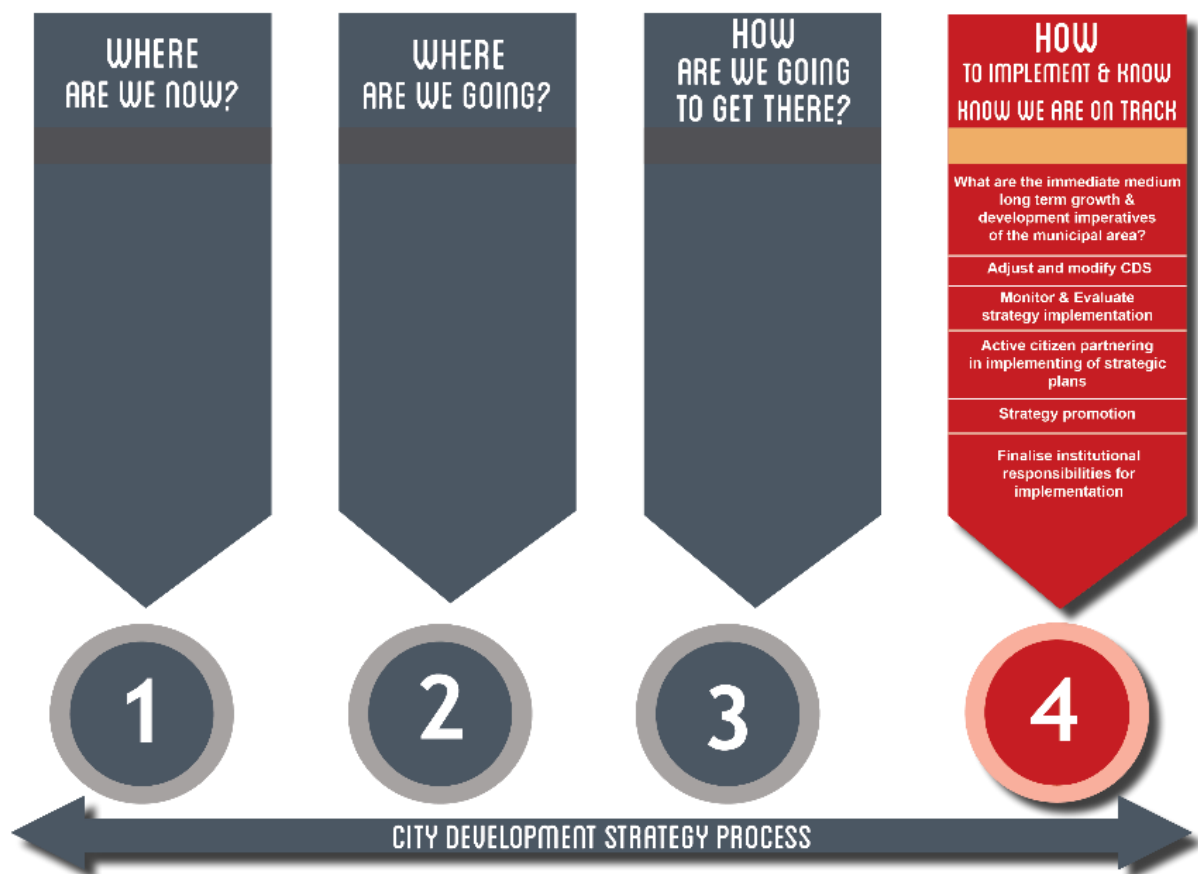 WHERE
ARE WE NOW?
WHERE
ARE WE GOING?
HOW
ARE WE GOING
TO GET THERE?
HOW
TO IMPLEMENT & KNOW
KNOW WE ARE ON TRACK
What are the immediate medium
long term growth &
development imperatives
of the municipal area?
Adjust and modify CDS
Monitor & Evaluate
strategy implementation
Active citizen partnering
in implementing of strategic
plans
Strategy promotion
Finalise institutional
responsibilities for
implementation
1
2
3
4
CITY DEVELOPMENT STRATEGY PROCESS